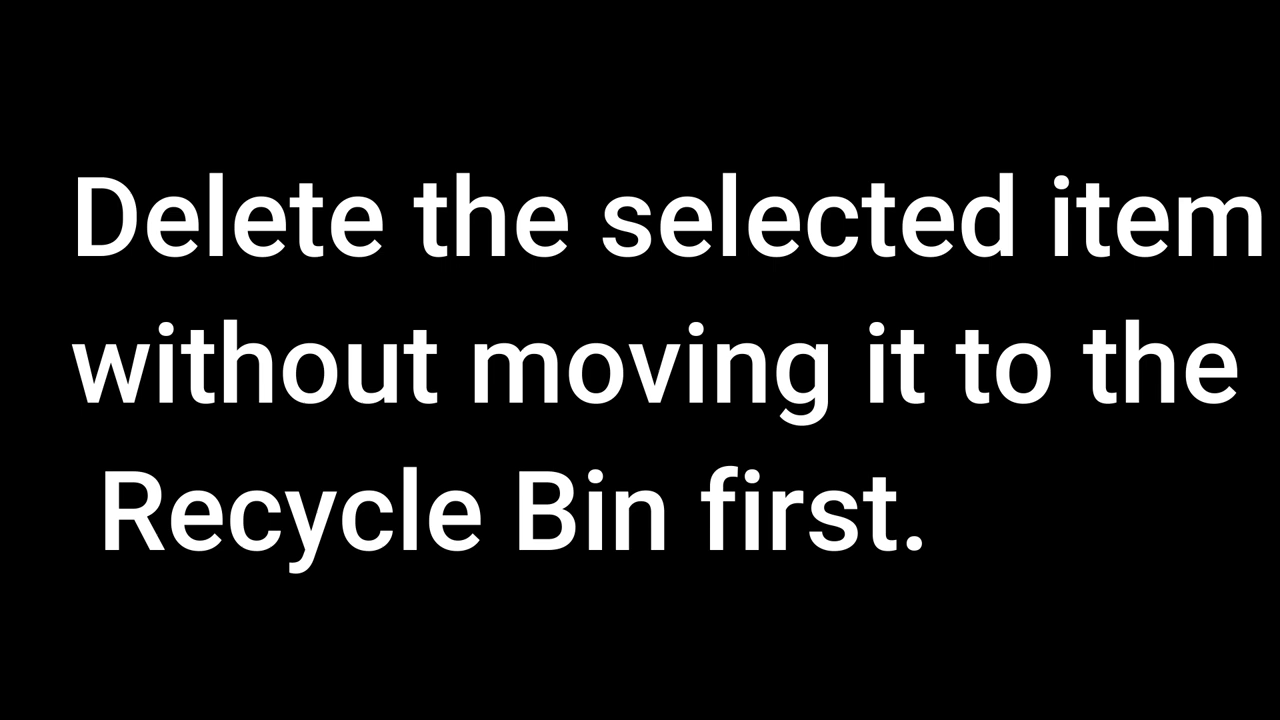 Delete the selected item
without moving it to the
Recycle Bin first.